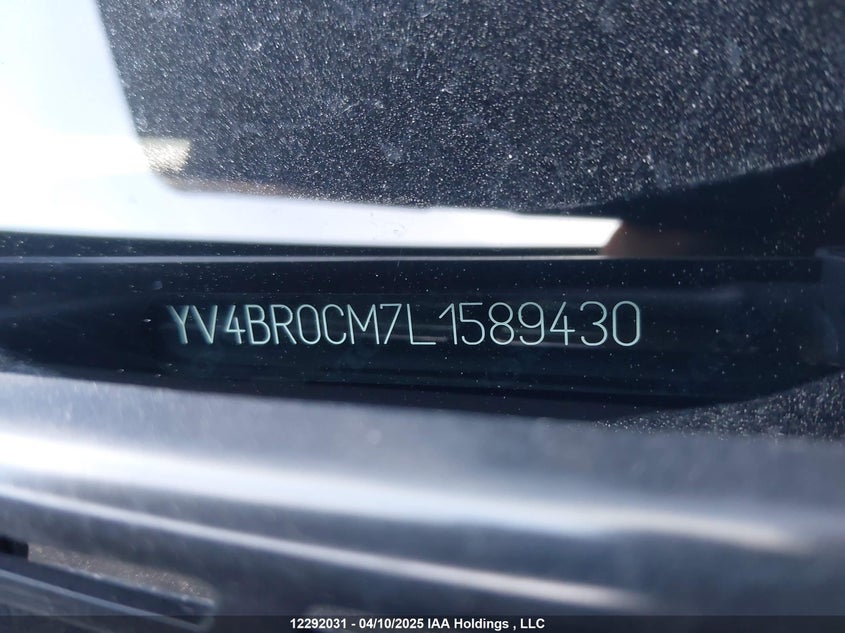 YV4BR0CM7L1589430
12292031 - 04/10/2025 IAA Holdings , LLC